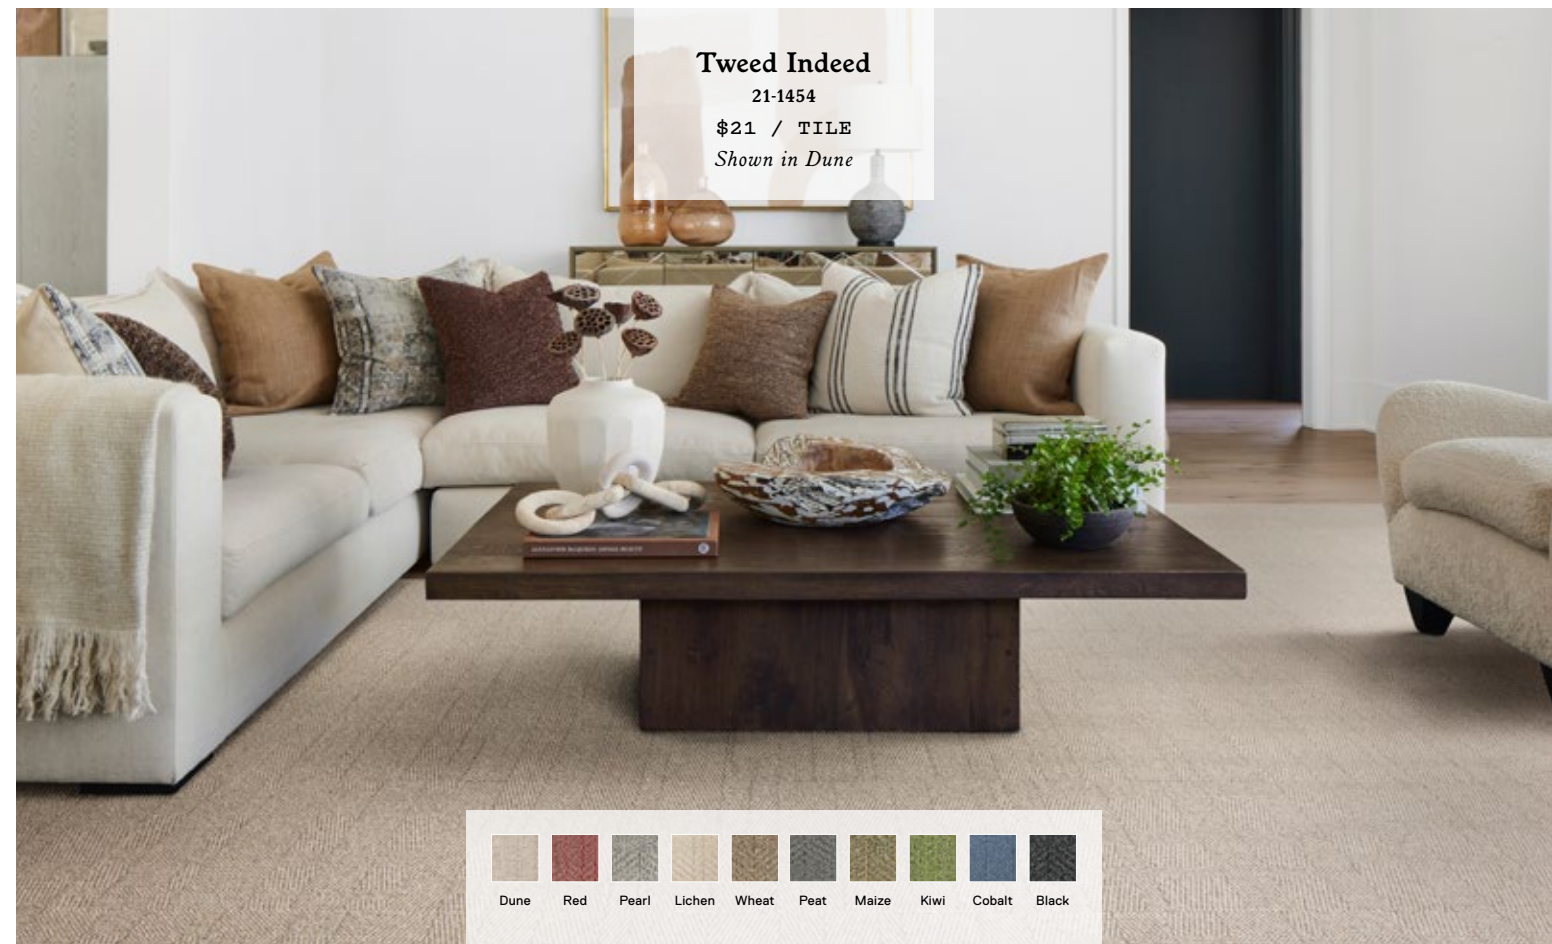 Tweed Indeed
21-1454
$21 / TILE
Shown in Dune
Dune Red Pearl Lichen Wheat Peat Maize Kiwi Cobalt Black